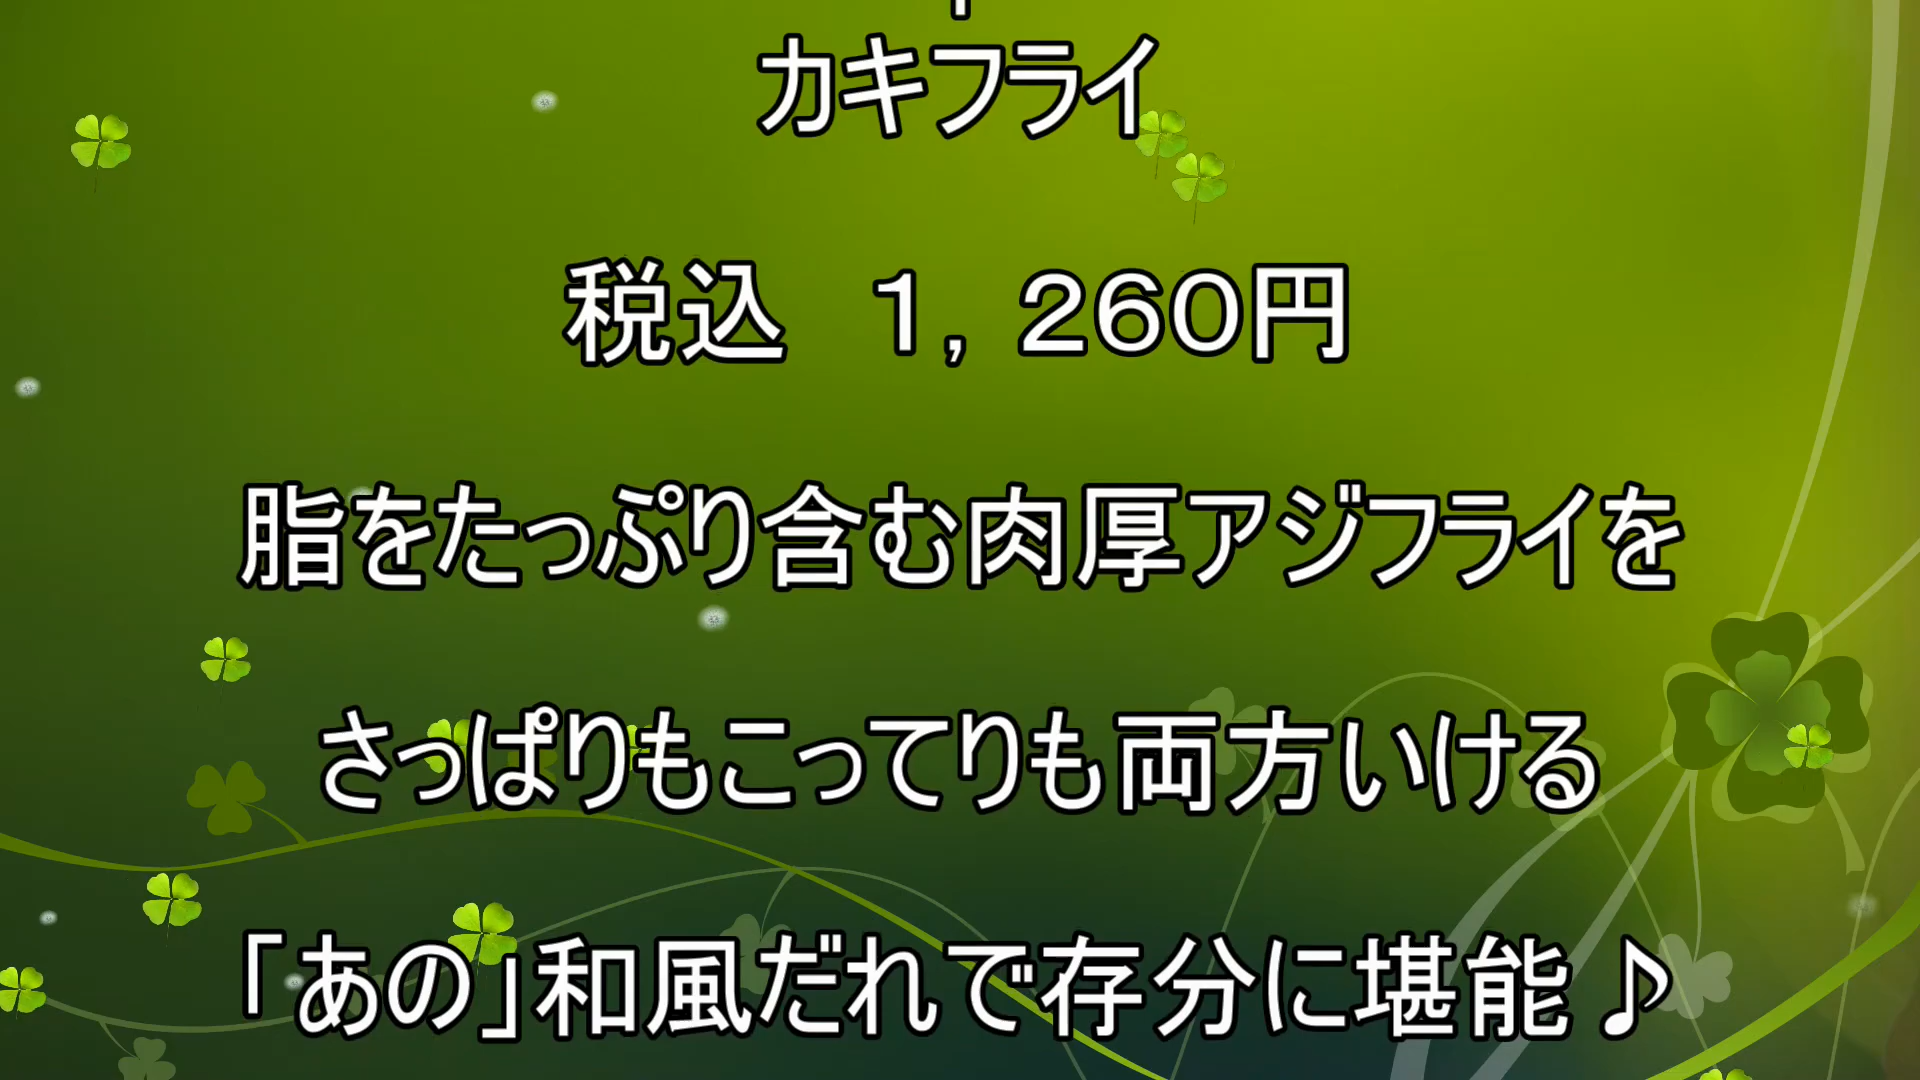 カキフライ
税込　１，２６０円
脂をたっぷり含む肉厚アジフライを
さっぱりもこってりも両方いける
「あの」和風だれで存分に堪能♪